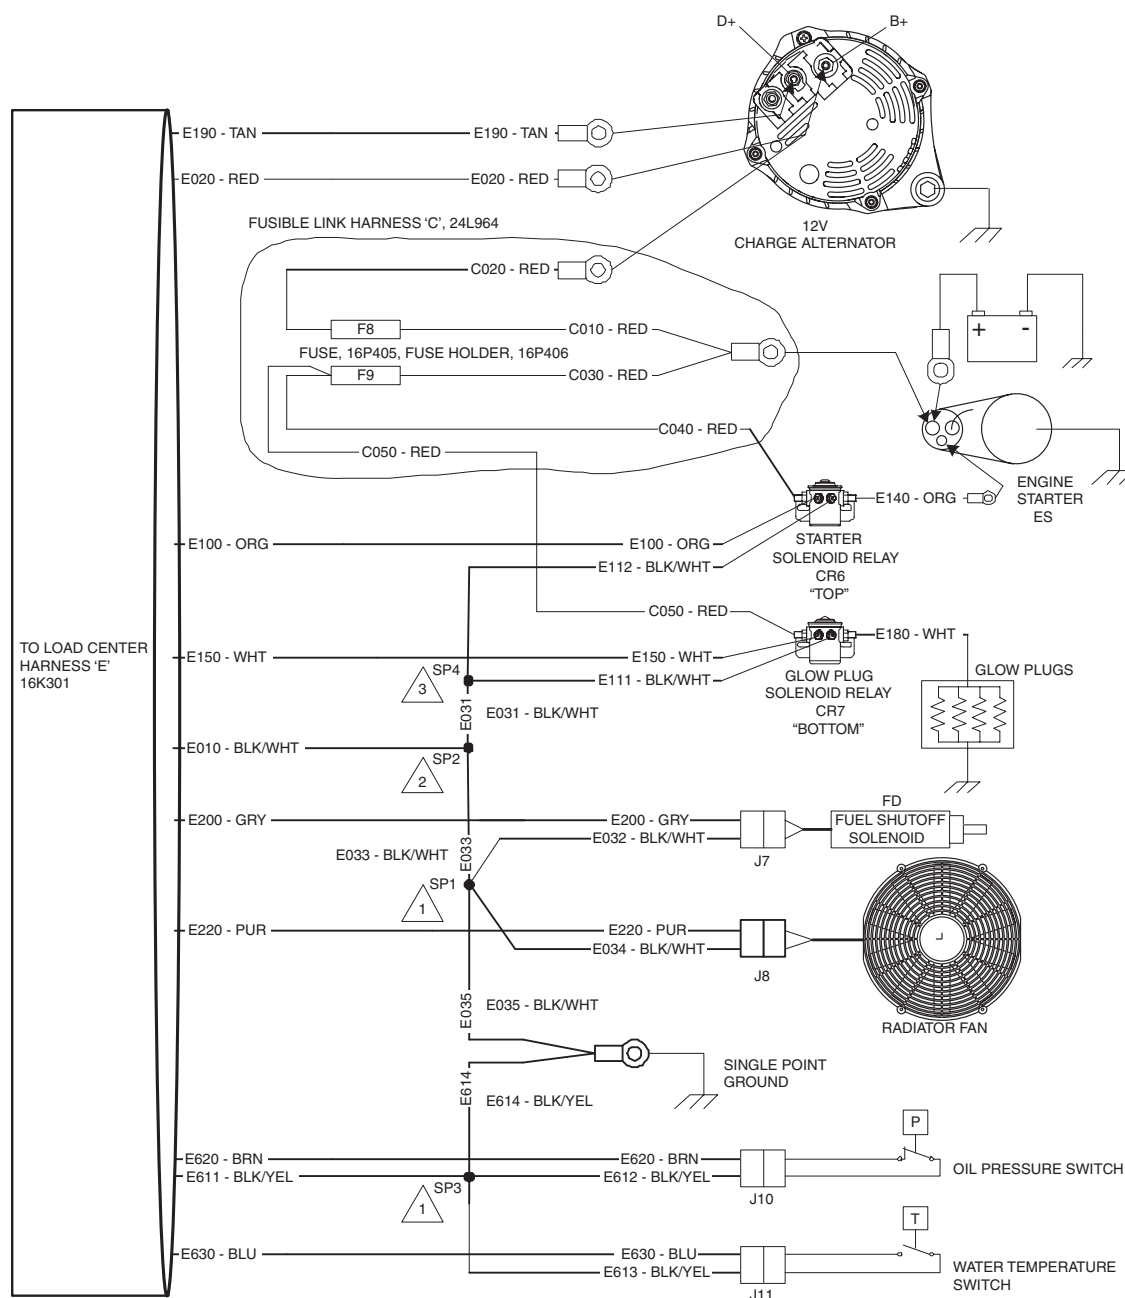 D+
B+
E190 - TAN
E190 - TAN
E020 - RED
E020 - RED
12V
CHARGE ALTERNATOR
FUSIBLE LINK HARNESS ‘C’, 24L964
C020 - RED
F8
C010 - RED
FUSE, 16P405, FUSE HOLDER, 16P406
F9
C030 - RED
+
-
C040 - RED
C050 - RED
ENGINE
STARTER
ES
E140 - ORG
STARTER
SOLENOID RELAY
CR6
“TOP”
E100 - ORG
E100 - ORG
E112 - BLK/WHT
C050 - RED
E180 - WHT
TO LOAD CENTER
HARNESS ‘E’
16K301
E150 - WHT
E150 - WHT
SP4
3
E111 - BLK/WHT
GLOW PLUG
SOLENOID RELAY
CR7
“BOTTOM”
GLOW PLUGS
E031
E031 - BLK/WHT
E010 - BLK/WHT
SP2
2
FD
E200 - GRY
E200 - GRY
FUEL SHUTOFF
SOLENOID
E032 - BLK/WHT
J7
E033 - BLK/WHT
E033
SP1
1
E220 - PUR
E220 - PUR
E034 - BLK/WHT
J8
E035
E035 - BLK/WHT
RADIATOR FAN
SINGLE POINT
GROUND
E614
E614 - BLK/YEL
P
E620 - BRN
E620 - BRN
E611 - BLK/YEL
SP3
1
E612 - BLK/YEL
J10
OIL PRESSURE SWITCH
T
E630 - BLU
E630 - BLU
E613 - BLK/YEL
J11
WATER TEMPERATURE
SWITCH